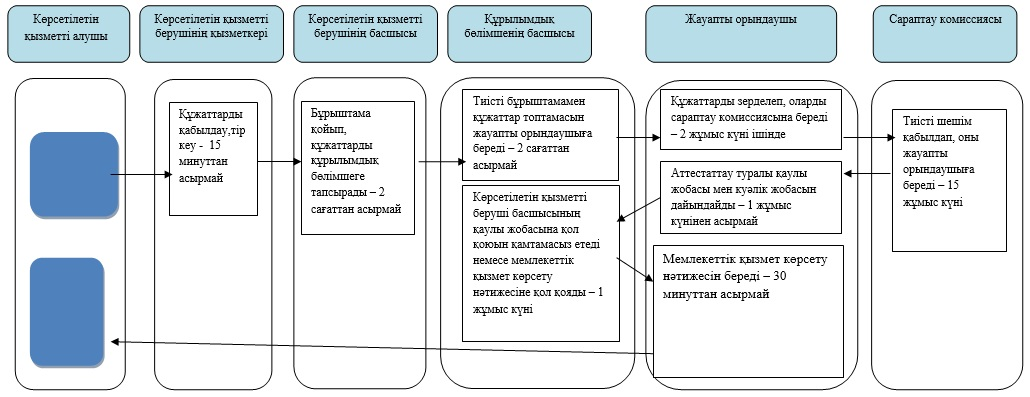 Көрсетілетін
қызметті алушы
Көрсетілетін қызметті
берушінің қызметкері
Көрсетілетін қызметті
берушінің басшысы
Құрылымдық
бөлімшенің басшысы
Жауапты орындаушы
Сараптау комиссиясы
Құжаттарды
қабылдау,тір
кеу - 15
минуттан
асырмай
Бұрыштама
қойып,
құжаттарды
құрылымдық
бөлімшеге
тапсырады – 2
сағаттан асырмай
Тиісті бұрыштамамен
құжаттар топтамасын
жауапты орындаушыға
береді – 2 сағаттан
асырмай
Құжаттарды зерделеп, оларды
сараптау комиссиясына береді
– 2 жұмыс күні ішінде
Тиісті шешім
қабылдап, оны
жауапты
орындаушыға
береді – 15
жұмыс күні
Аттестаттау туралы қаулы
жобасы мен куәлік жобасын
дайындайды – 1 жұмыс
күнінен асырмай
Көрсетілетін қызметті
беруші басшысының
қаулы жобасына қол
қоюын қамтамасыз етеді
немесе мемлекеттік
қызмет көрсету
нәтижесіне қол қояды – 1
жұмыс күні
Мемлекеттік қызмет көрсету
нәтижесін береді – 30
минуттан асырмай